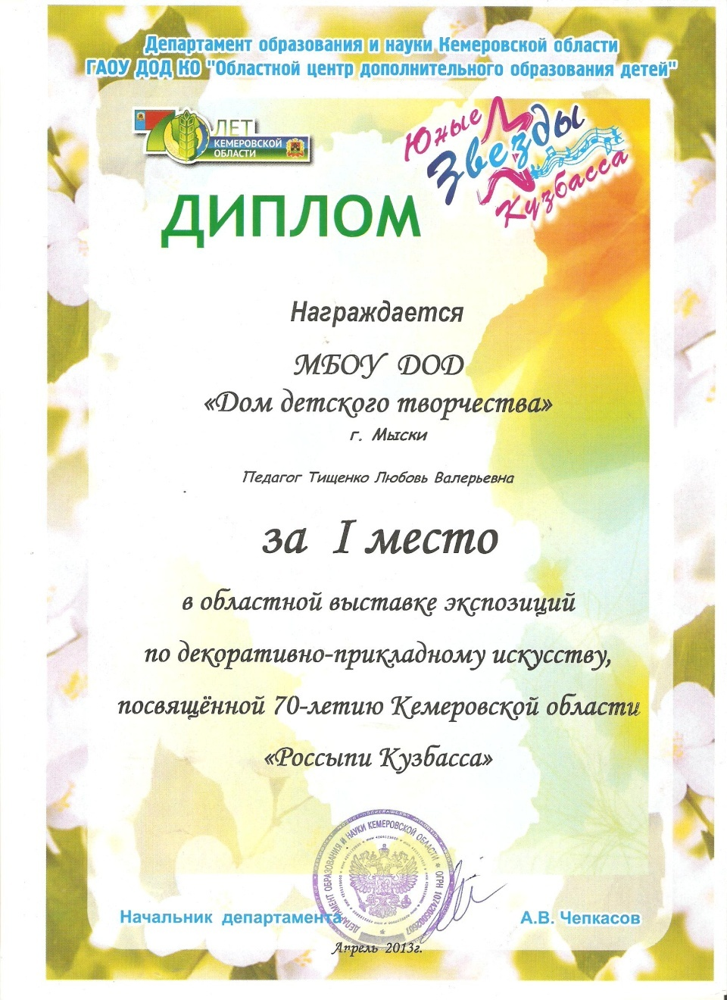 Департамент образования и науки Кемеровской области
ГАОУ ДОД КО "Областной центр дополнительного образования детей"
70 ЛЕТ
КЕМЕРОВСКОЙ
ОБЛАСТИ
Юные
Звезды
Кузбасса
ДИПЛОМ
Награждается
МБОУ ДОД
«Дом детского творчества»
г. Мыски
Педагог Тищенко Любовь Валерьевна
за I место
в областной выставке экспозиций
по декоративно-прикладному искусству,
посвящённой 70-летию Кемеровской области
«Россыпи Кузбасса»
ДЕПАРТАМЕНТ ОБРАЗОВАНИЯ И НАУКИ КЕМЕРОВСКОЙ ОБЛАСТИ * ОГРН 1074205002607
Начальник департамента
А.В. Чепкасов
Апрель 2013г.